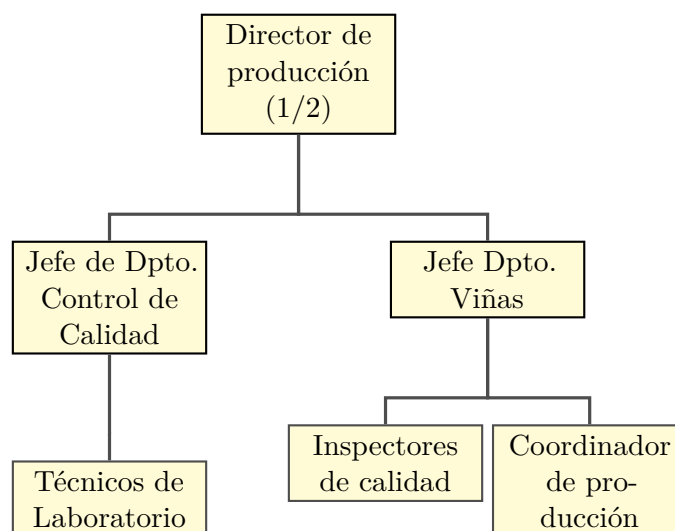 Director de
producción
(1/2)
Jefe de Dpto.
Control de
Calidad
Jefe Dpto.
Viñas
Técnicos de
Laboratorio
Inspectores
de calidad
Coordinador
de pro-
ducción